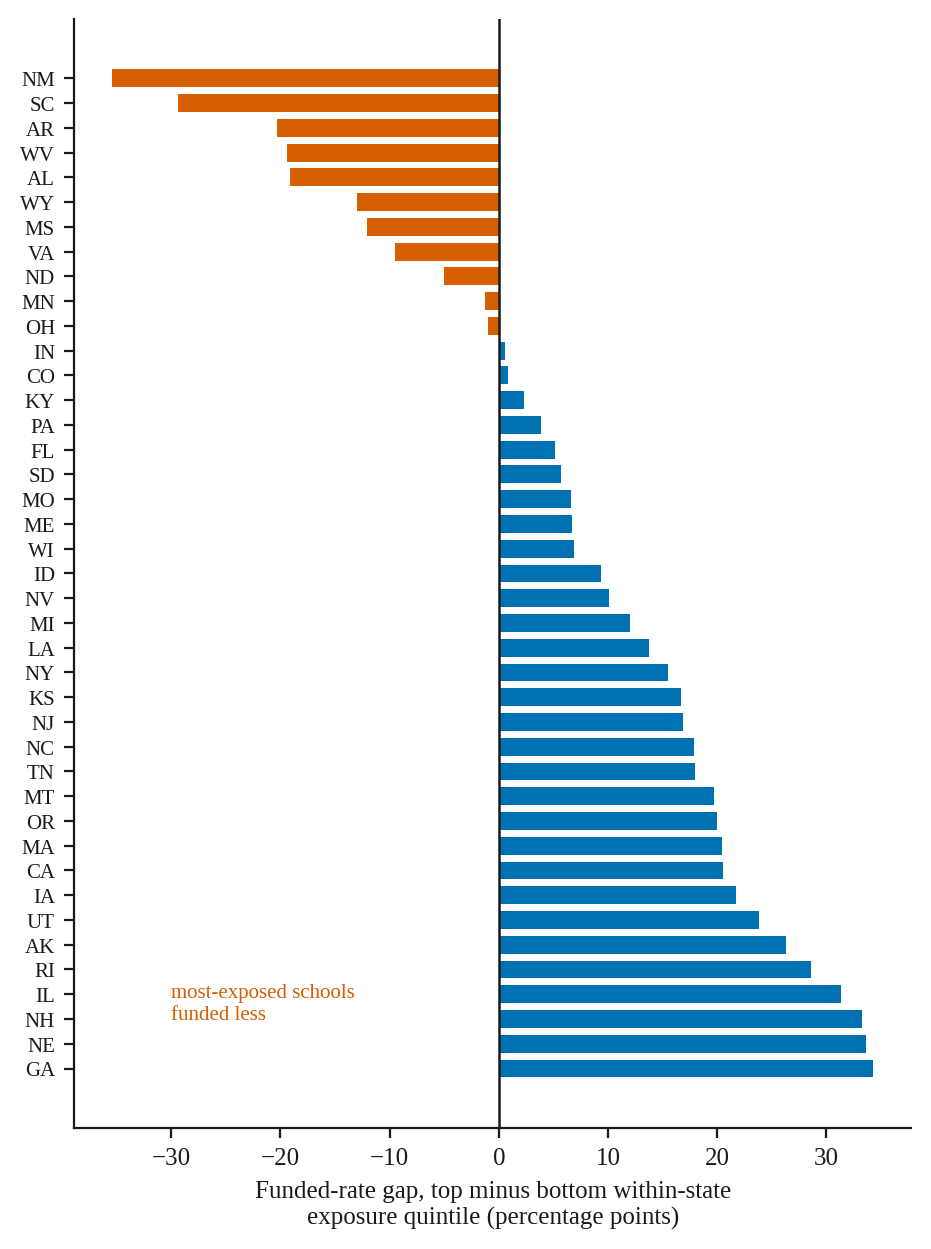 NM
SC
AR
WV
AL
WY
MS
VA
ND
MN
OH
IN
CO
KY
PA
FL
SD
MO
ME
WI
ID
NV
MI
LA
NY
KS
NJ
NC
TN
MT
OR
MA
CA
IA
UT
AK
RI
IL
NH
NE
GA
most-exposed schools
funded less
−30 −20 −10 0 10 20 30
Funded-rate gap, top minus bottom within-state
exposure quintile (percentage points)